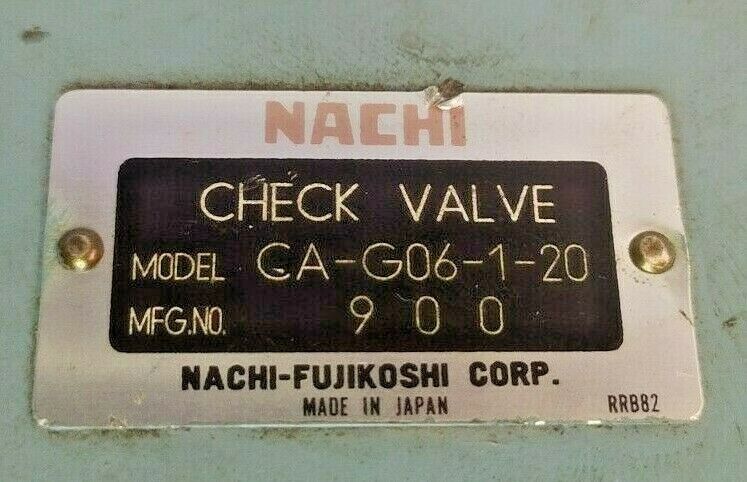 NACHI
CHECK VALVE
MODEL CA-G06-1-20
MFG.NO. 900
NACHI-FUJIKOSHI CORP.
MADE IN JAPAN RRB82